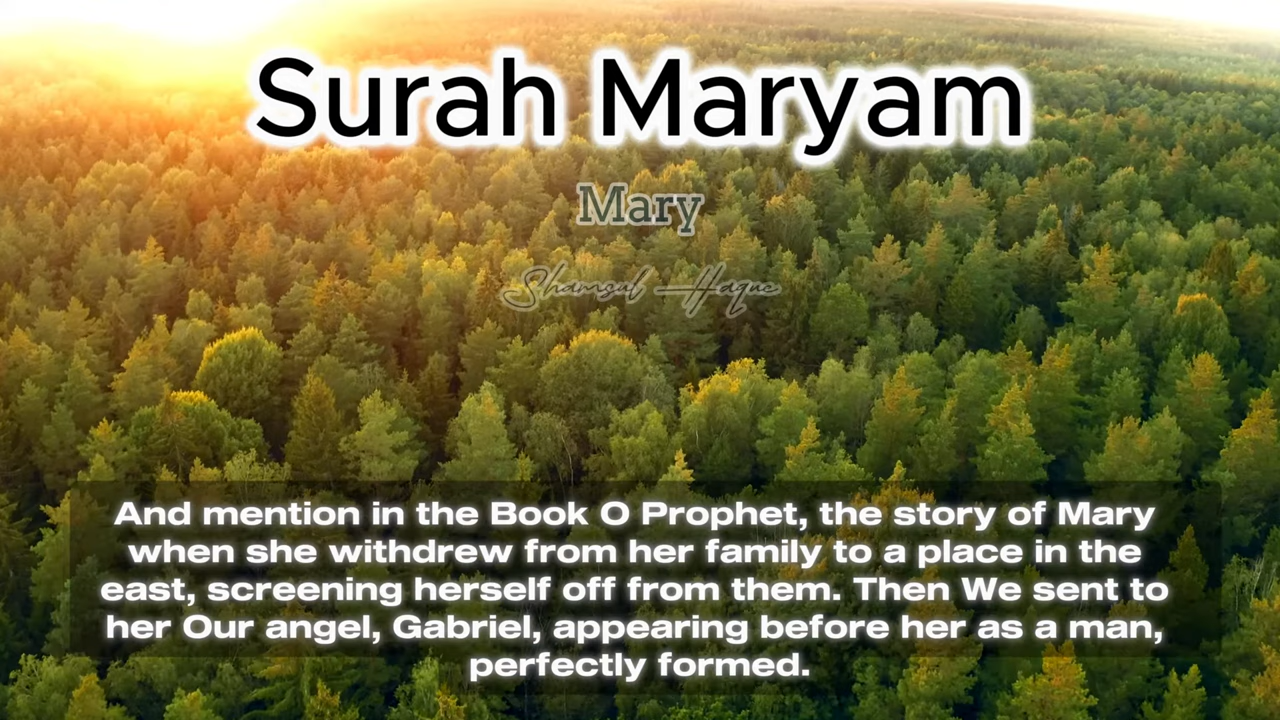 Surah Maryam
Mary
Shamsul Haque
And mention in the Book O Prophet, the story of Mary
when she withdrew from her family to a place in the
east, screening herself off from them. Then We sent to
her Our angel, Gabriel, appearing before her as a man,
perfectly formed.